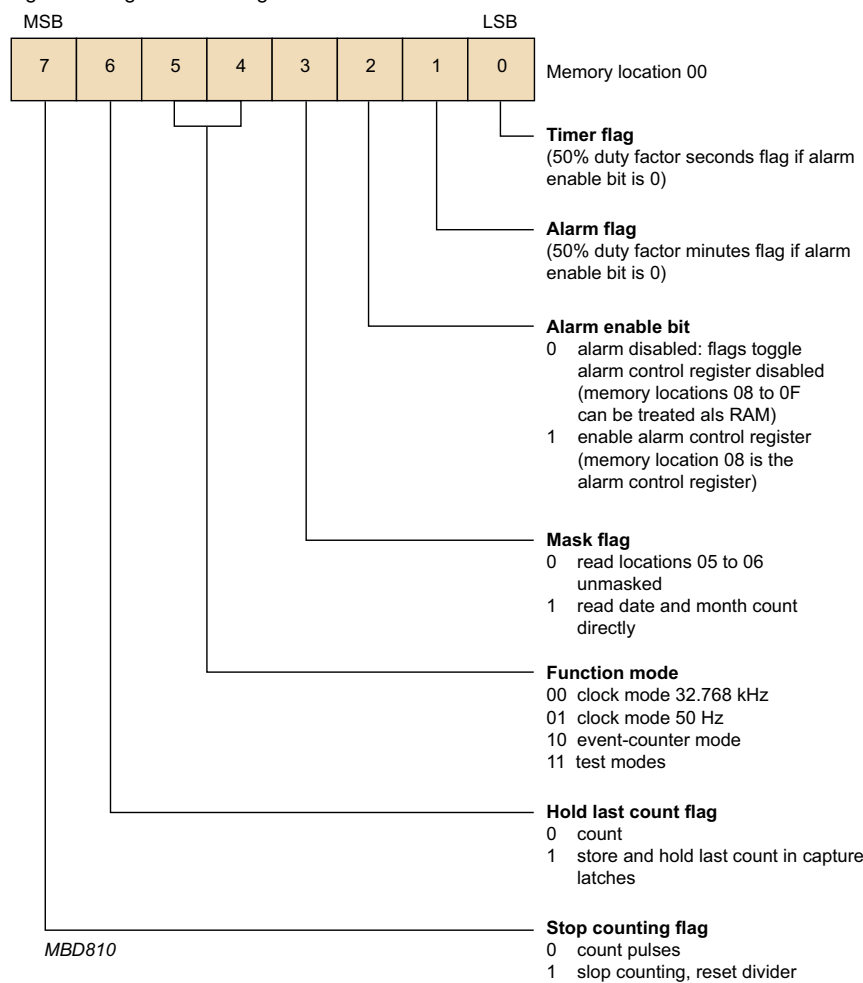 MSB LSB
7 6 5 4 3 2 1 0 Memory location 00
Timer flag
(50% duty factor seconds flag if alarm
enable bit is 0)
Alarm flag
(50% duty factor minutes flag if alarm
enable bit is 0)
Alarm enable bit
0 alarm disabled: flags toggle
alarm control register disabled
(memory locations 08 to 0F
can be treated als RAM)
1 enable alarm control register
(memory location 08 is the
alarm control register)
Mask flag
0 read locations 05 to 06
unmasked
1 read date and month count
directly
Function mode
00 clock mode 32.768 kHz
01 clock mode 50 Hz
10 event-counter mode
11 test modes
Hold last count flag
0 count
1 store and hold last count in capture
latches
Stop counting flag
0 count pulses
1 slop counting, reset divider
MBD810